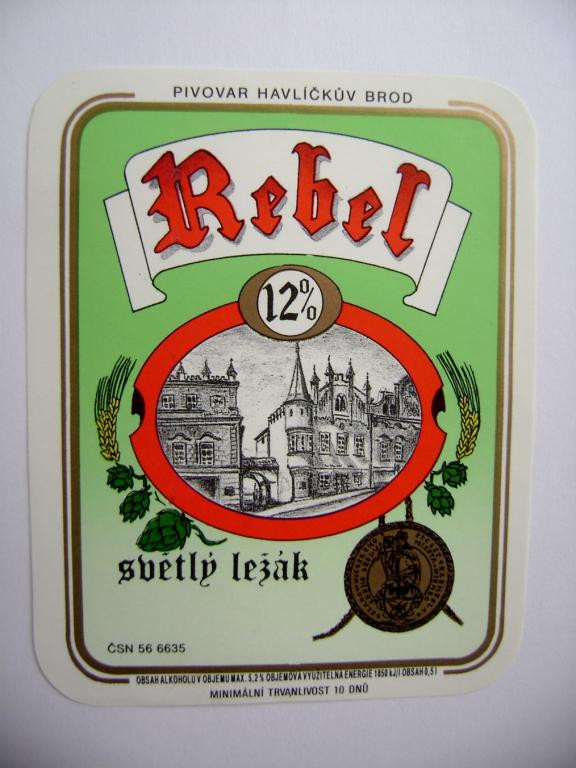 PIVOVAR HAVLÍČKŮV BROD
Rebel
12%
světlý ležák
ČSN 56 6635
OBSAH ALKOHOLU V OBJEMU MAX. 5,2% OBJEMOVÁ VYUŽITELNÁ ENERGIE 1850 kJ/l OBSAH 0,5 l
MINIMÁLNÍ TRVANLIVOST 10 DNŮ